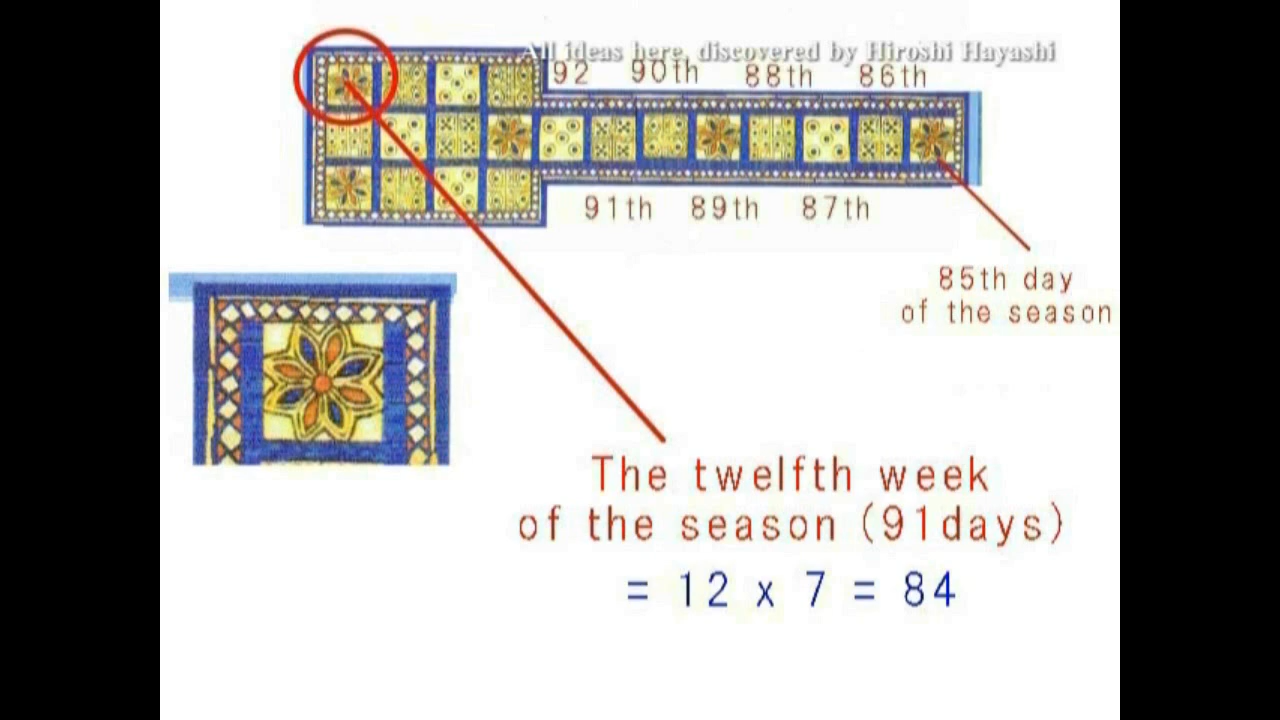 All ideas here, discovered by Hiroshi Hayashi
92 90th 88th 86th
91th 89th 87th
85th day
of the season
The twelfth week
of the season (91days)
= 12 x 7 = 84